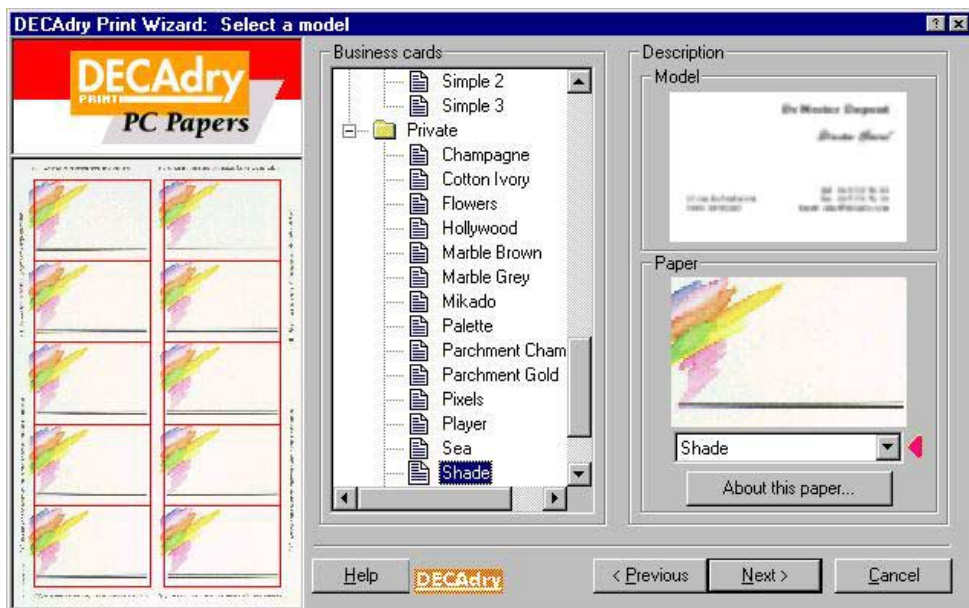 DECAdry Print Wizard: Select a model
DECAdry
PRINT
PC Papers
Business cards
Simple 2
Simple 3
Private
Champagne
Cotton Ivory
Flowers
Hollywood
Marble Brown
Marble Grey
Mikado
Palette
Parchment Cham
Parchment Gold
Pixels
Player
Sea
Shade
Description
Model
Paper
Shade
About this paper...
Help
DECAdry
< Previous
Next >
Cancel